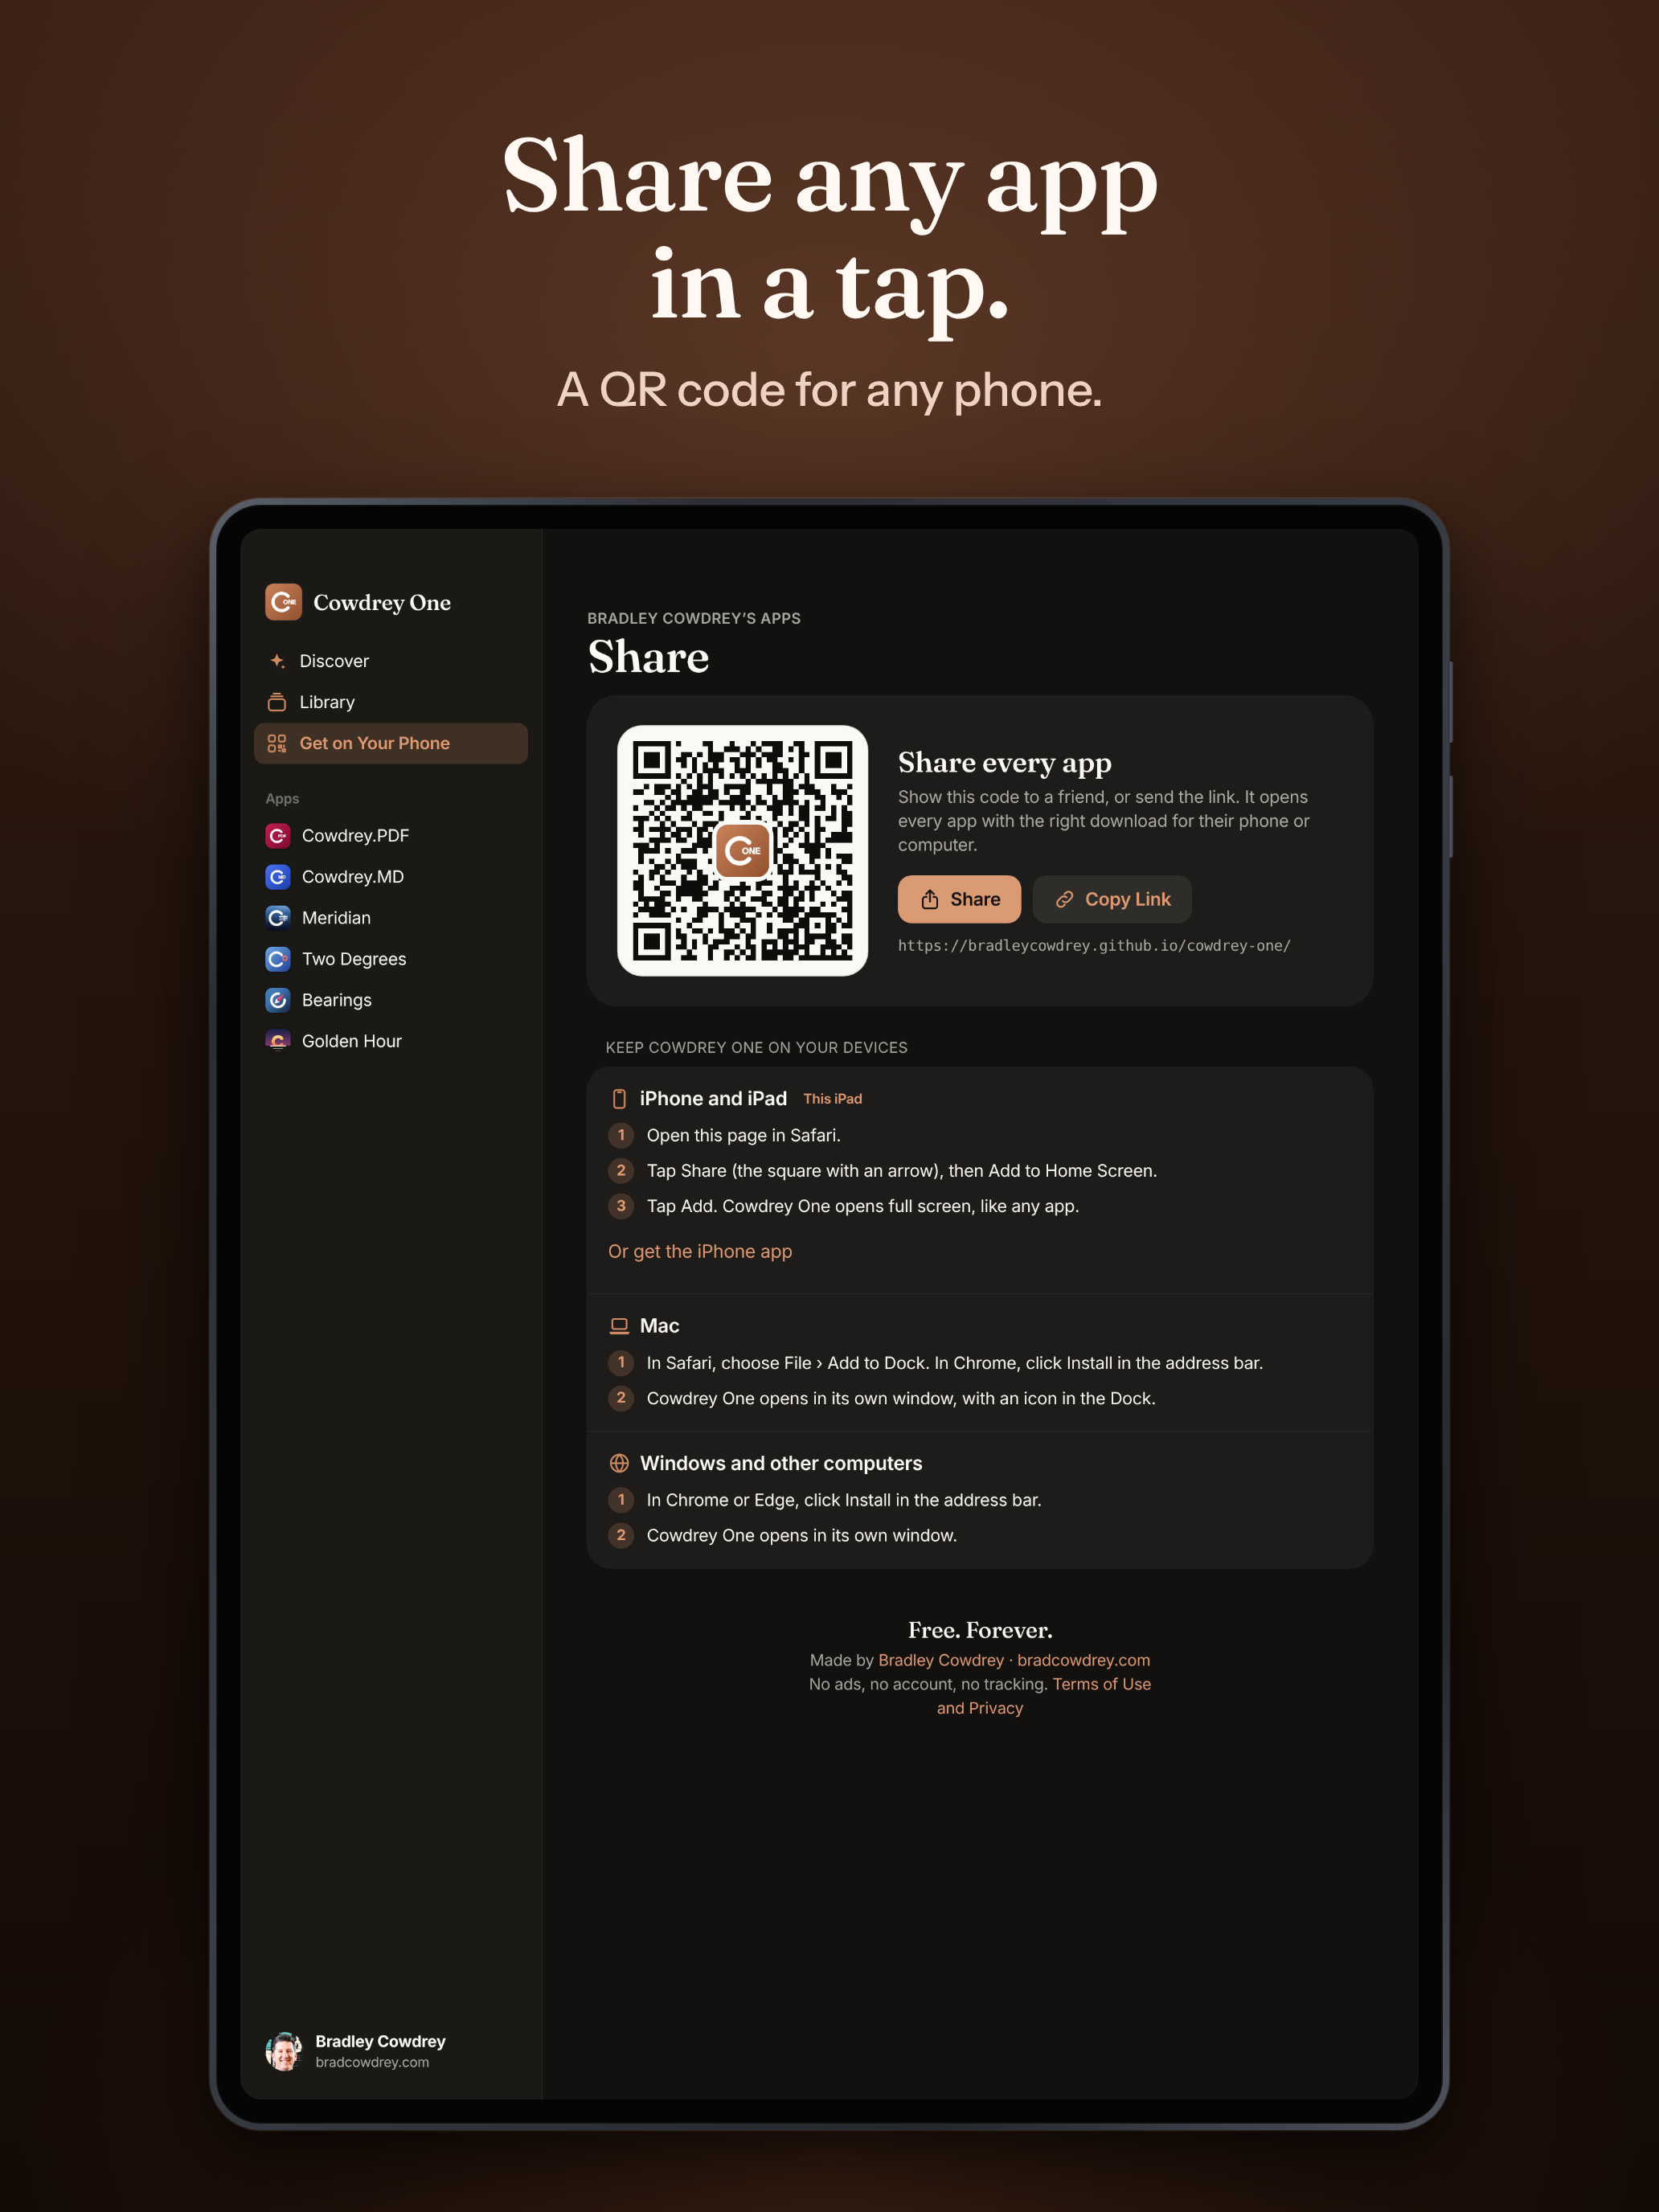 Share any app
in a tap.
A QR code for any phone.
Cowdrey One
Discover
Library
Get on Your Phone
Apps
Cowdrey.PDF
Cowdrey.MD
Meridian
Two Degrees
Bearings
Golden Hour
Bradley Cowdrey
bradcowdrey.com
BRADLEY COWDREY’S APPS
Share
ONE
Share every app
Show this code to a friend, or send the link. It opens
every app with the right download for their phone or
computer.
Share
Copy Link
https://bradleycowdrey.github.io/cowdrey-one/
KEEP COWDREY ONE ON YOUR DEVICES
iPhone and iPad This iPad
1 Open this page in Safari.
2 Tap Share (the square with an arrow), then Add to Home Screen.
3 Tap Add. Cowdrey One opens full screen, like any app.
Or get the iPhone app
Mac
1 In Safari, choose File › Add to Dock. In Chrome, click Install in the address bar.
2 Cowdrey One opens in its own window, with an icon in the Dock.
Windows and other computers
1 In Chrome or Edge, click Install in the address bar.
2 Cowdrey One opens in its own window.
Free. Forever.
Made by Bradley Cowdrey · bradcowdrey.com
No ads, no account, no tracking. Terms of Use
and Privacy